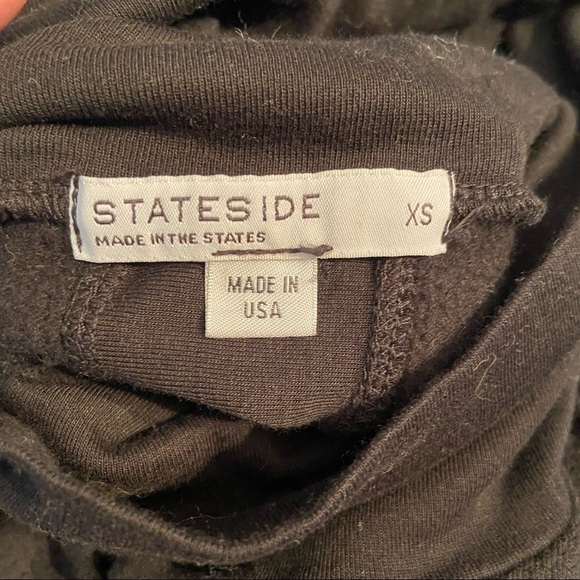 STATESIDE XS
MADE IN THE STATES
MADE IN
USA